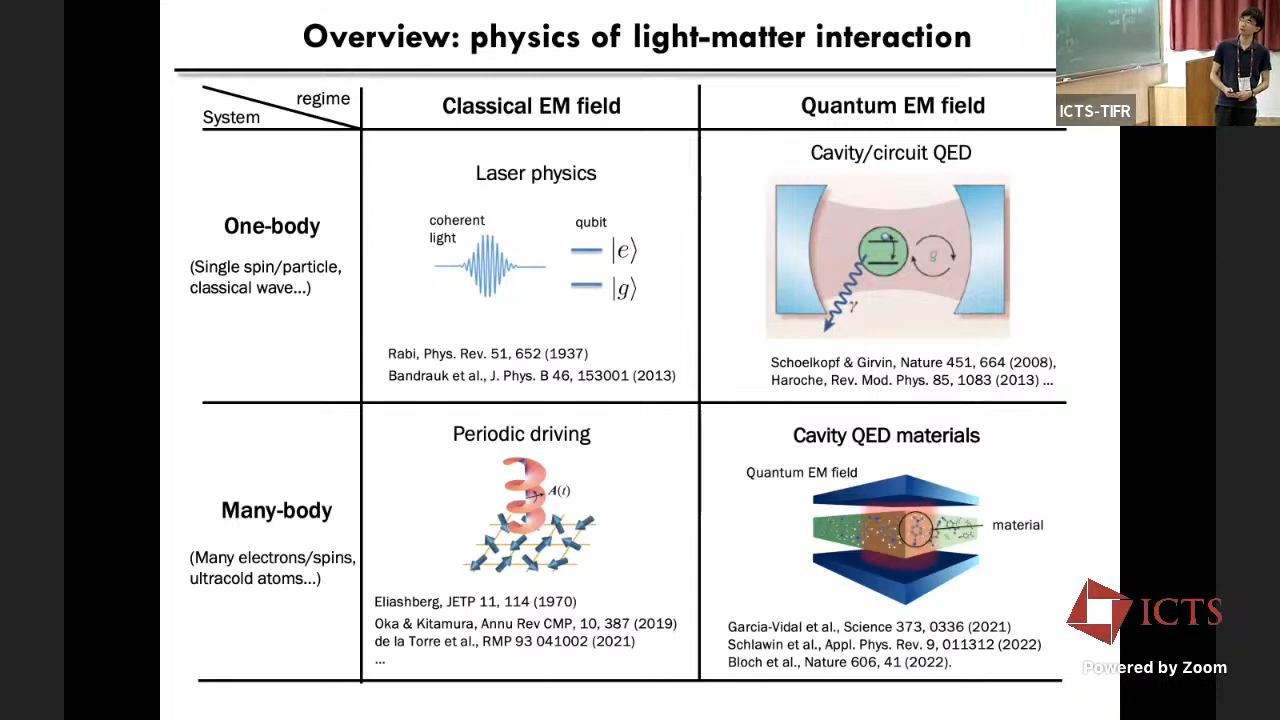 Overview: physics of light-matter interaction
regime
System
Classical EM field
Quantum EM field
One-body
(Single spin/particle,
classical wave...)
Laser physics
coherent
light
qubit
|e⟩
|g⟩
Rabi, Phys. Rev. 51, 652 (1937)
Bandrauk et al., J. Phys. B 46, 153001 (2013)
Cavity/circuit QED
g
γ
Schoelkopf & Girvin, Nature 451, 664 (2008),
Haroche, Rev. Mod. Phys. 85, 1083 (2013) ...
Many-body
(Many electrons/spins,
ultracold atoms...)
Periodic driving
A(t)
Eliashberg, JETP 11, 114 (1970)
Oka & Kitamura, Annu Rev CMP, 10, 387 (2019)
de la Torre et al., RMP 93 041002 (2021)
...
Cavity QED materials
Quantum EM field
material
Garcia-Vidal et al., Science 373, 0336 (2021)
Schlawin et al., Appl. Phys. Rev. 9, 011312 (2022)
Bloch et al., Nature 606, 41 (2022).
ICTS-TIFR
ICTS
Powered by Zoom